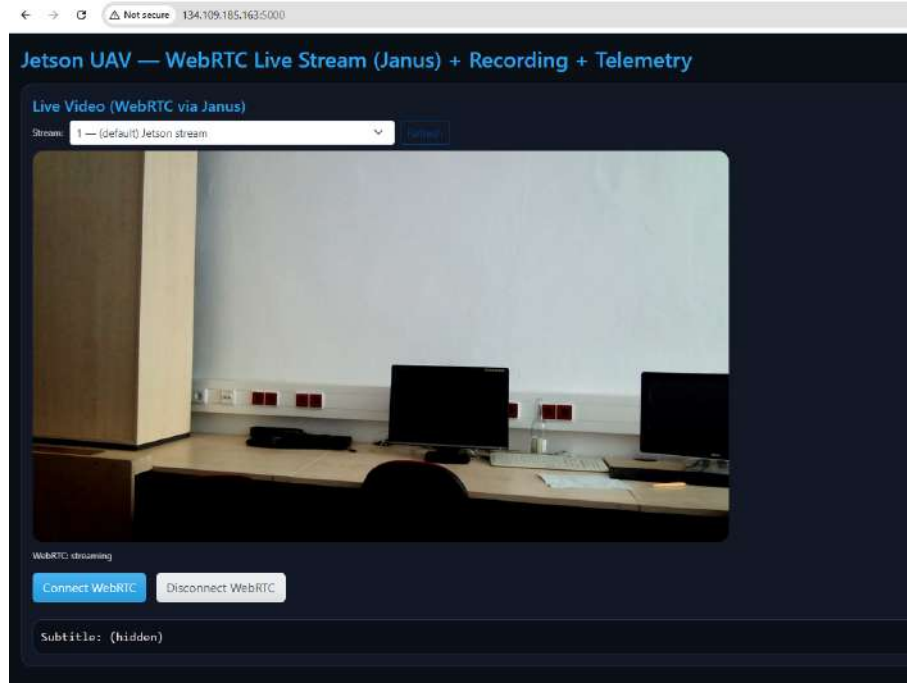 Not secure 134.109.185.163:5000
Jetson UAV — WebRTC Live Stream (Janus) + Recording + Telemetry
Live Video (WebRTC via Janus)
Stream: 1 — (default) Jetson stream Refresh
WebRTC: streaming
Connect WebRTC Disconnect WebRTC
Subtitle: (hidden)